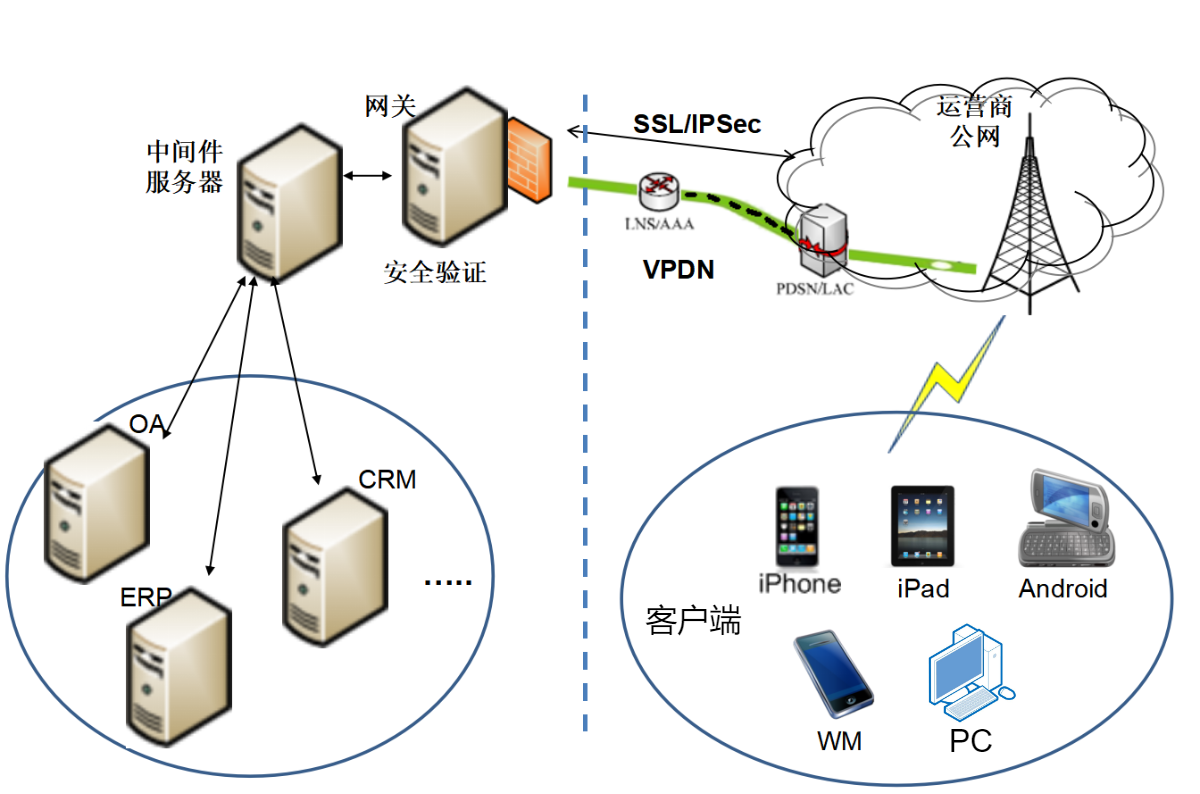 网关
中间件
服务器
安全验证
SSL/IPSec
运营商
公网
LNS/AAA
VPDN
PDSN/LAC
OA
CRM
ERP
.....
iPhone
iPad
Android
客户端
WM
PC